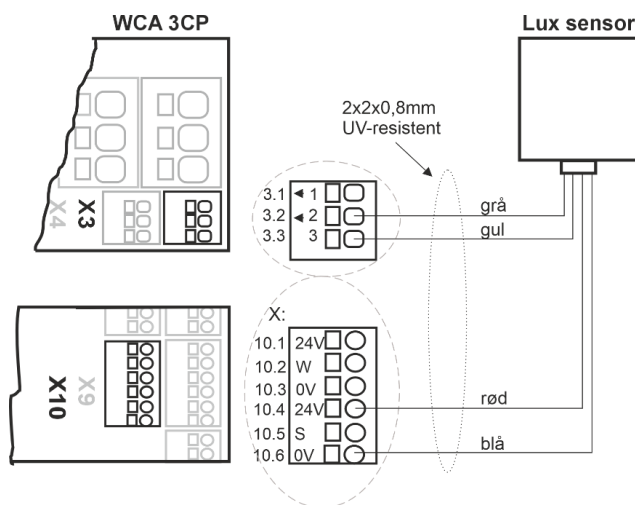 WCA 3CP
Lux sensor
2x2x0,8mm
UV-resistent
X4
X3
3.1 1
3.2 2
3.3 3
grå
gul
X:
10.1 24V
10.2 W
10.3 0V
10.4 24V
10.5 S
10.6 0V
X10
X9
rød
blå